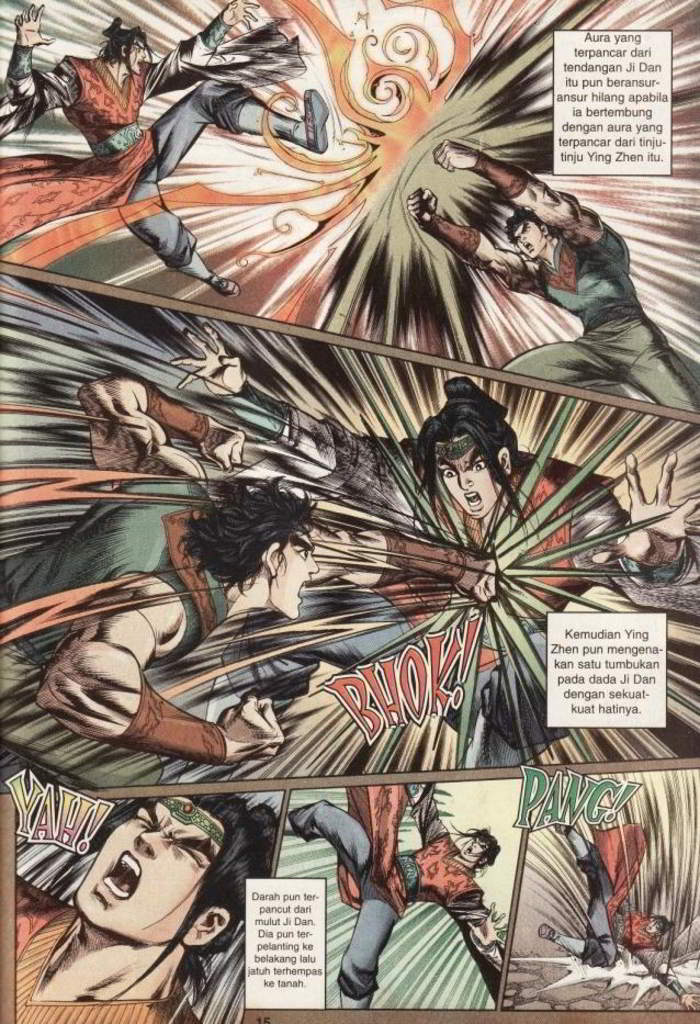 Aura yang
terpancar dari
tendangan Ji Dan
itu pun beransur-
ansur hilang apabila
ia bertembung
dengan aura yang
terpancar dari tinju-
tinju Ying Zhen itu.
Kemudian Ying
Zhen pun mengena-
kan satu tumbukan
pada dada Ji Dan
dengan sekuat-
kuat hatinya.
BHOK!
YAH!
Darah pun ter-
pancut dari
mulut Ji Dan.
Dia pun ter-
pelanting ke
belakang lalu
jatuh terhempas
ke tanah.
PANG!
15